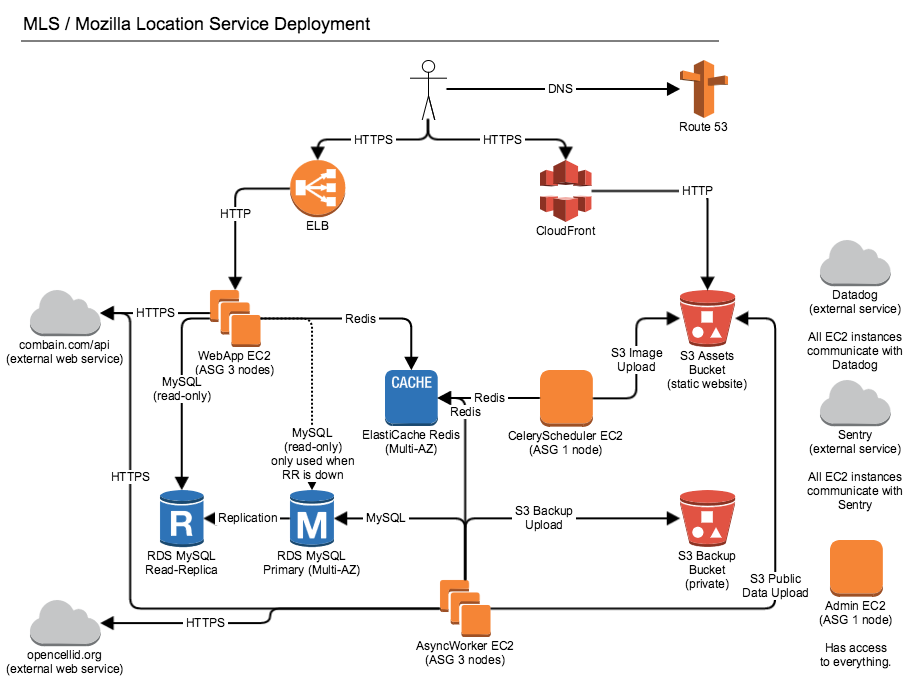 MLS / Mozilla Location Service Deployment
DNS
Route 53
HTTPS
HTTPS
ELB
CloudFront
HTTP
HTTP
Datadog
(external service)
All EC2 instances
communicate with
Datadog
HTTPS
combain.com/api
(external web service)
WebApp EC2
(ASG 3 nodes)
Redis
S3 Image
Upload
S3 Assets
Bucket
(static website)
MySQL
(read-only)
CACHE
Redis
Redis
ElastiCache Redis
(Multi-AZ)
CeleryScheduler EC2
(ASG 1 node)
Sentry
(external service)
All EC2 instances
communicate with
Sentry
MySQL
(read-only)
only used when
RR is down
HTTPS
R
Replication
M
MySQL
S3 Backup
Upload
RDS MySQL
Read-Replica
RDS MySQL
Primary (Multi-AZ)
S3 Backup
Bucket
(private)
S3 Public
Data Upload
Admin EC2
(ASG 1 node)
Has access
to everything.
HTTPS
opencellid.org
(external web service)
AsyncWorker EC2
(ASG 3 nodes)